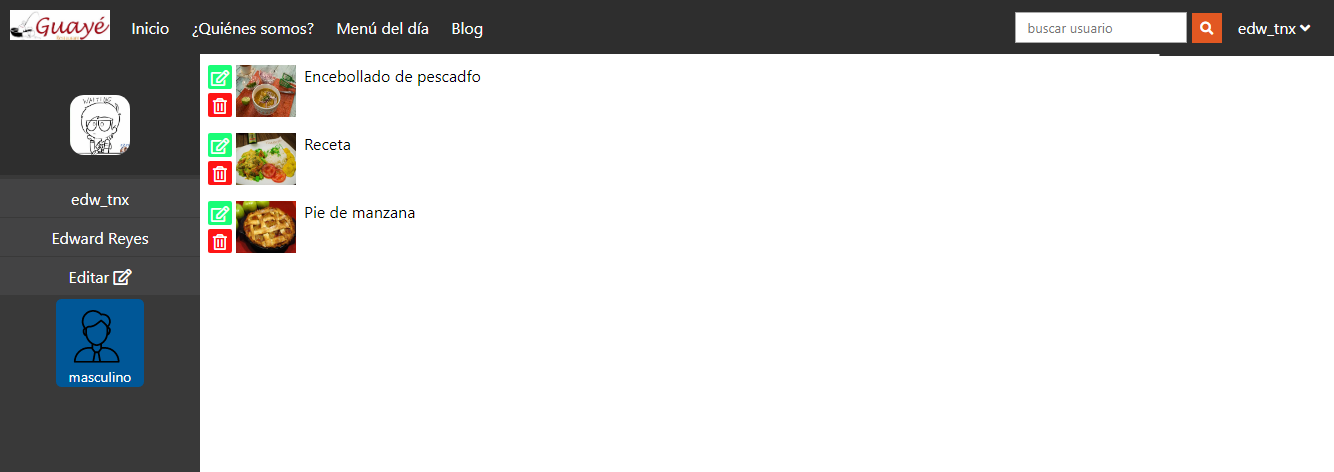 Guayé
Inicio
¿Quiénes somos?
Menú del día
Blog
buscar usuario
edw_tnx
WAITING
edw_tnx
Edward Reyes
Editar
masculino
Encebollado de pescadfo
Receta
Pie de manzana